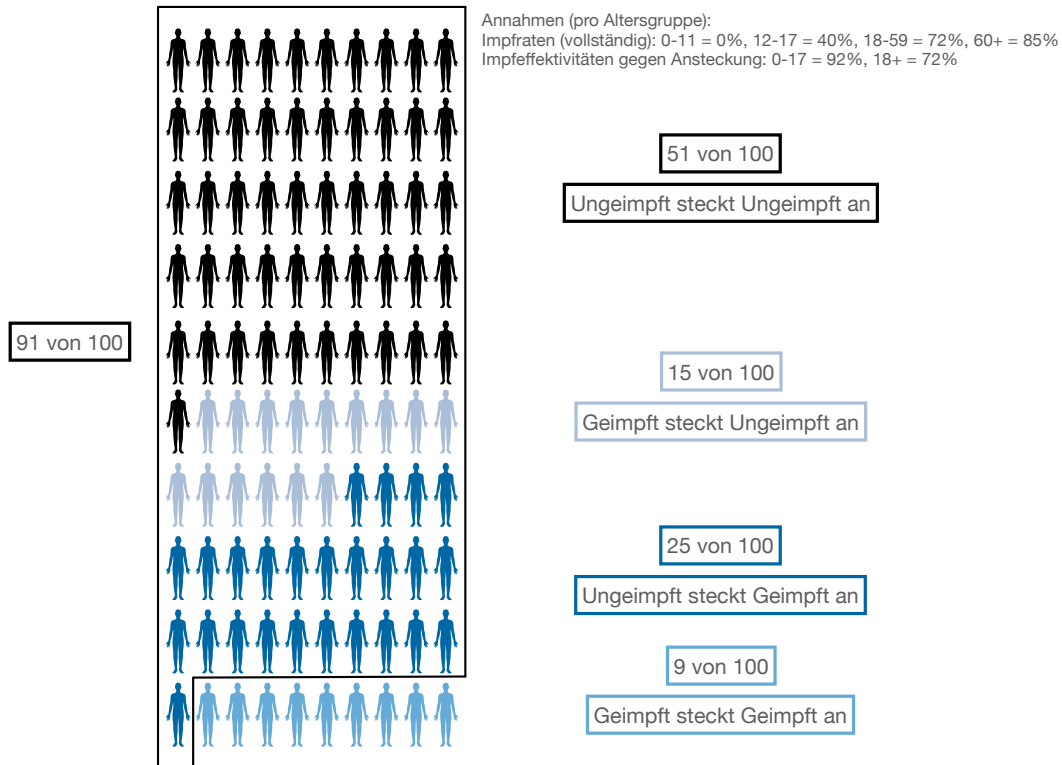 Annahmen (pro Altersgruppe):
Impfraten (vollständig): 0-11 = 0%, 12-17 = 40%, 18-59 = 72%, 60+ = 85%
Impfeffektivitäten gegen Ansteckung: 0-17 = 92%, 18+ = 72%
51 von 100
Ungeimpft steckt Ungeimpft an
91 von 100
15 von 100
Geimpft steckt Ungeimpft an
25 von 100
Ungeimpft steckt Geimpft an
9 von 100
Geimpft steckt Geimpft an